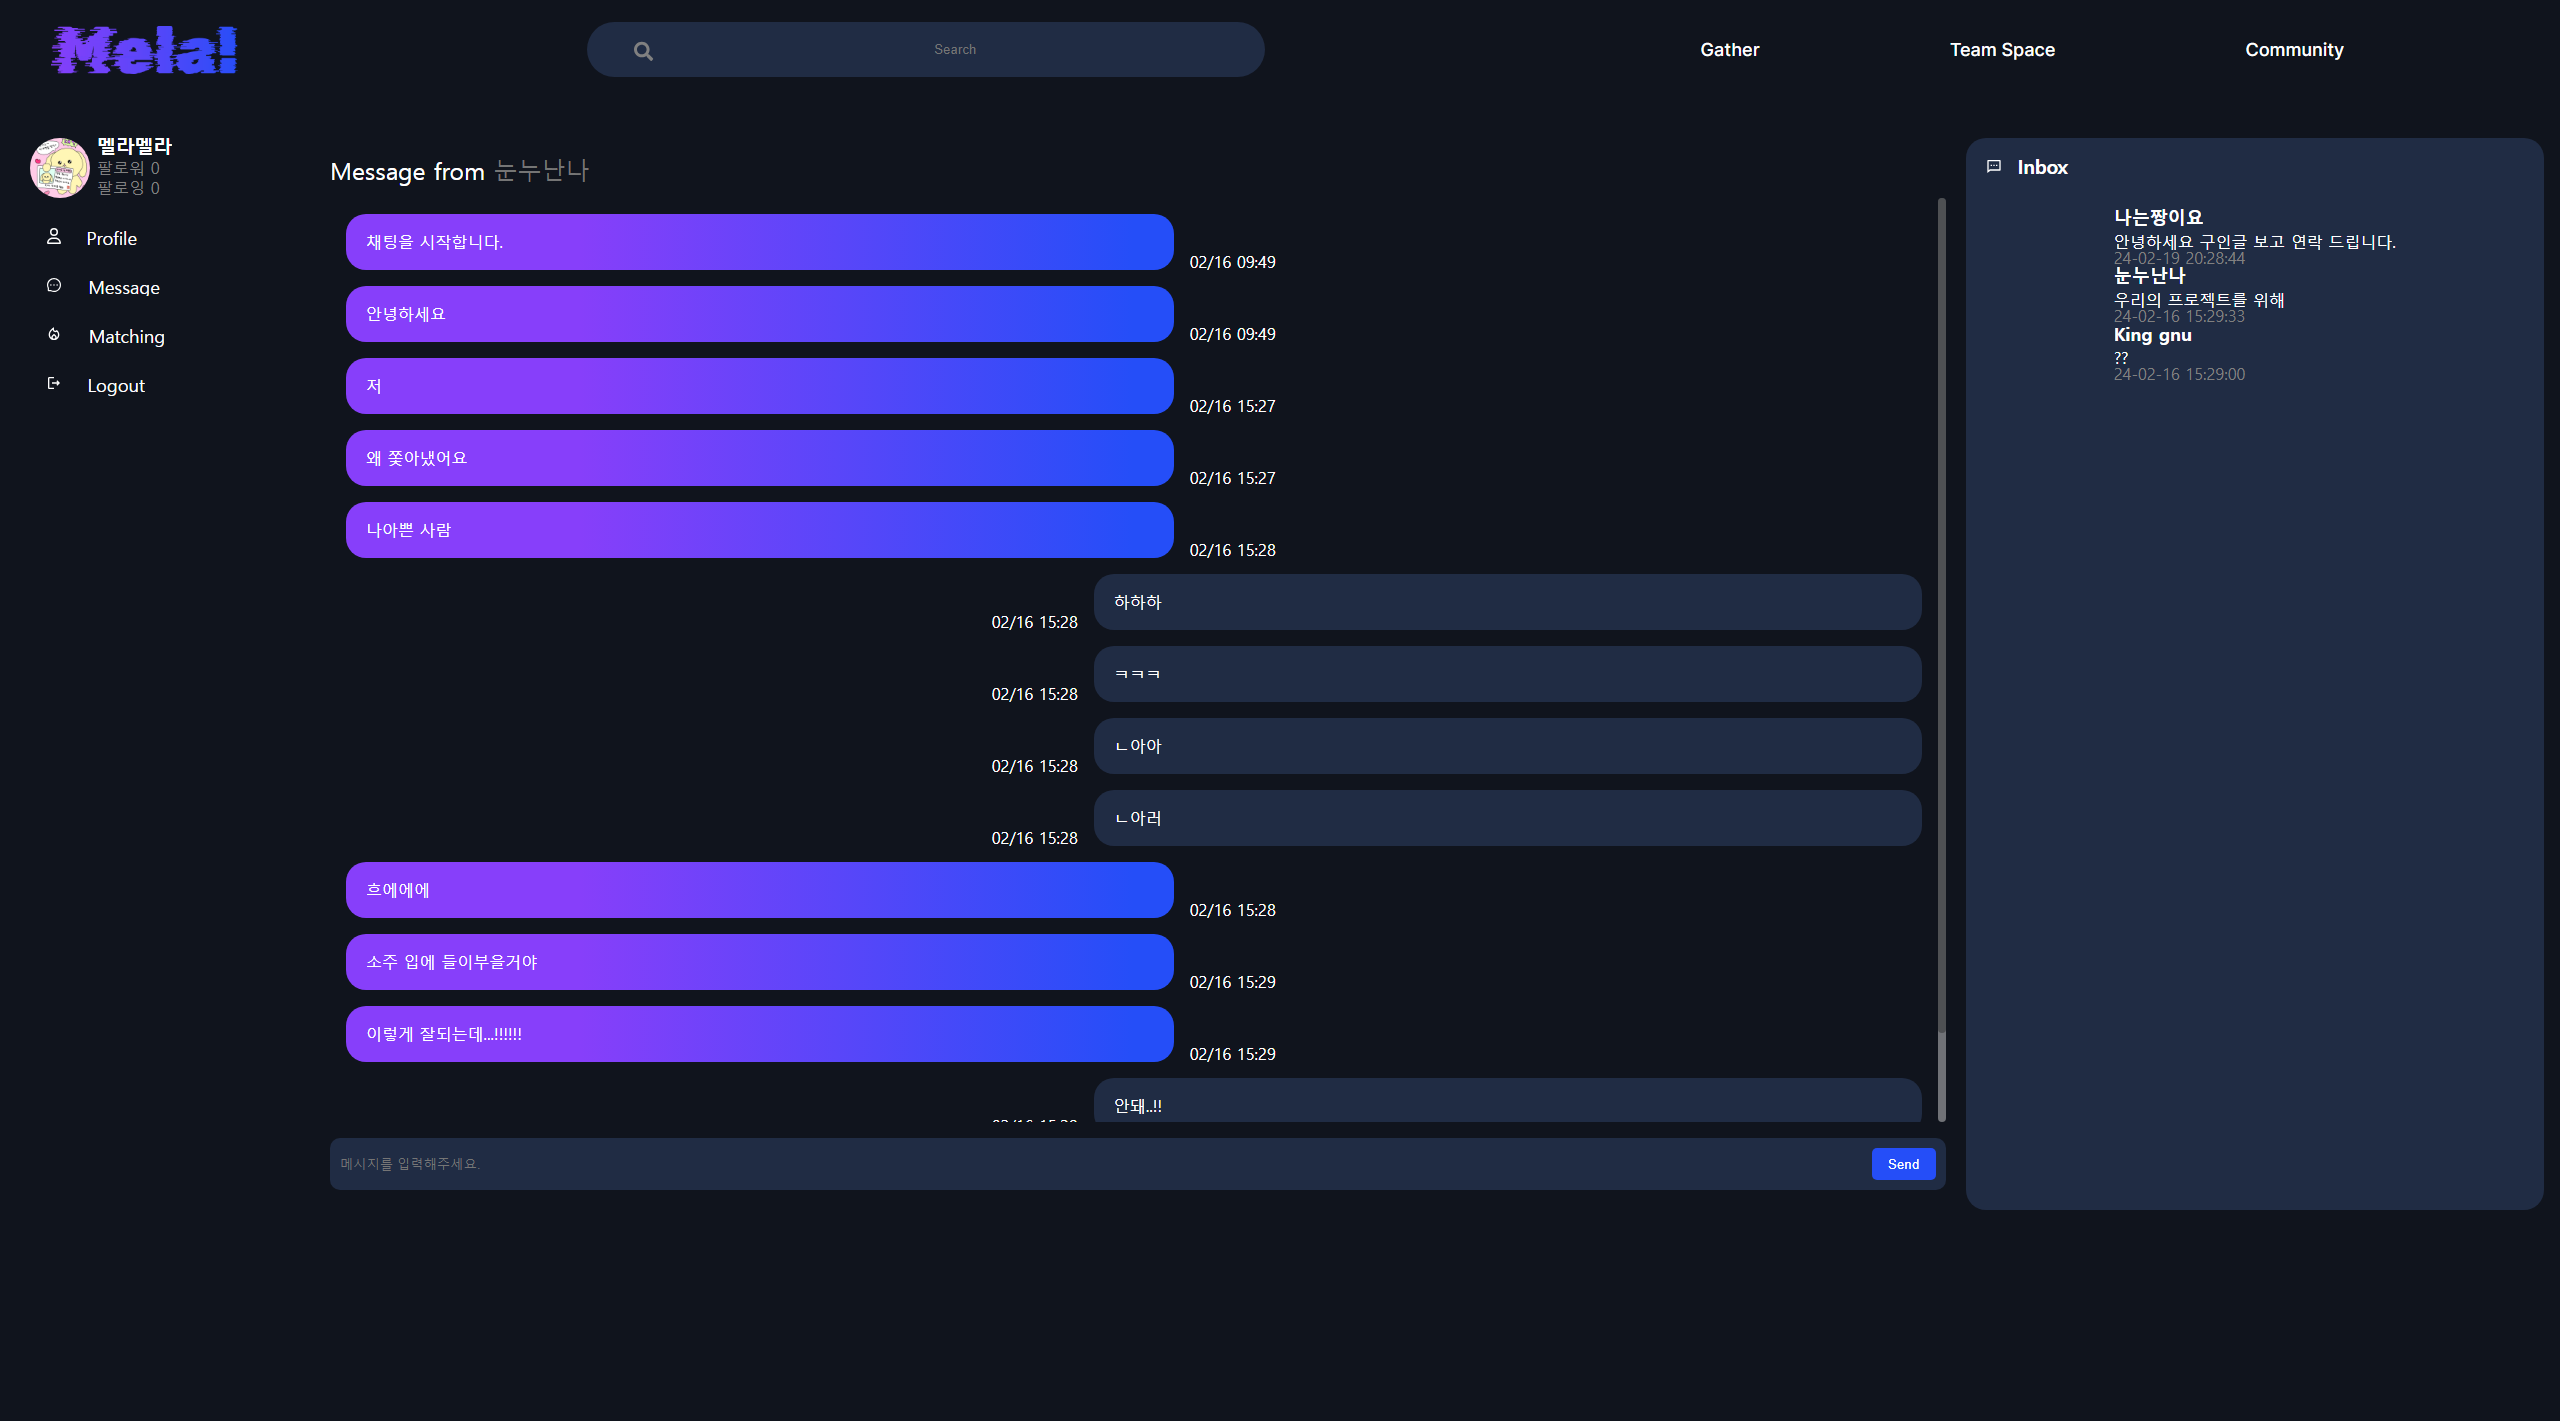 Mela!
Search
Gather
Team Space
Community
멜라멜라
팔로워 0
팔로잉 0
Profile
Message
Matching
Logout
Message from 눈누난나
채팅을 시작합니다.
02/16 09:49
안녕하세요
02/16 09:49
저
02/16 15:27
왜 쫓아냈어요
02/16 15:27
나아쁜 사람
02/16 15:28
하하하
02/16 15:28
ㅋㅋㅋ
02/16 15:28
ㄴ아아
02/16 15:28
ㄴ아러
02/16 15:28
흐에에에
02/16 15:28
소주 입에 들이부을거야
02/16 15:29
이렇게 잘되는데...!!!!!!
02/16 15:29
안돼..!!
메시지를 입력해주세요.
Send
Inbox
나는짱이요
안녕하세요 구인글 보고 연락 드립니다.
24-02-19 20:28:44
눈누난나
우리의 프로젝트를 위해
24-02-16 15:29:33
King gnu
??
24-02-16 15:29:00